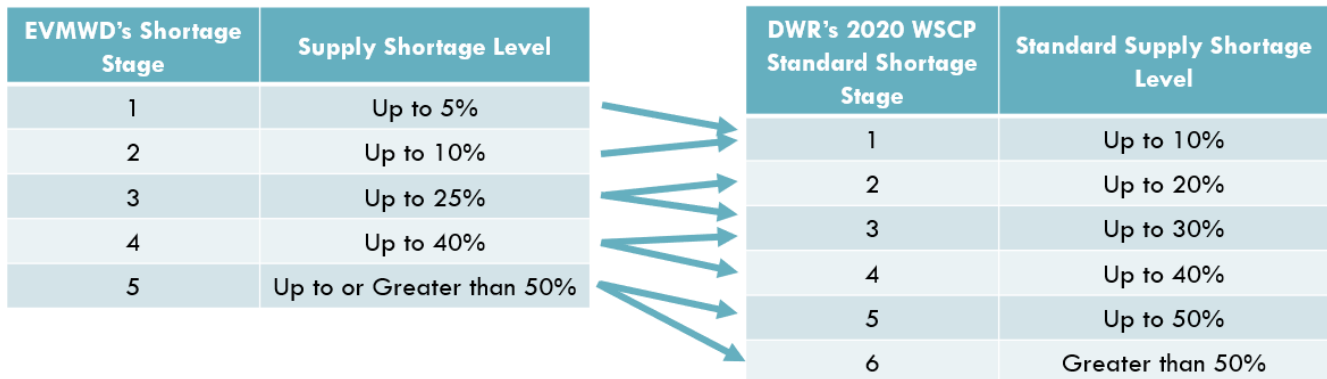 EVMWD's Shortage
Stage
Supply Shortage Level
1
Up to 5%
2
Up to 10%
3
Up to 25%
4
Up to 40%
5
Up to or Greater than 50%
DWR's 2020 WSCP
Standard Shortage
Stage
Standard Supply Shortage
Level
1
Up to 10%
2
Up to 20%
3
Up to 30%
4
Up to 40%
5
Up to 50%
6
Greater than 50%